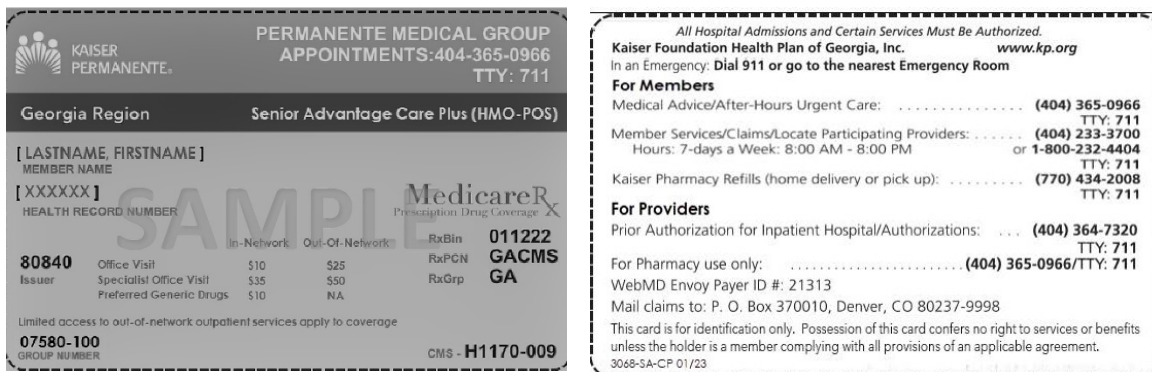 KAISER
PERMANENTE®
PERMANENTE MEDICAL GROUP
APPOINTMENTS:404-365-0966
TTY: 711
Georgia Region Senior Advantage Care Plus (HMO-POS)
[ LASTNAME, FIRSTNAME ]
MEMBER NAME
[ XXXXXX ]
HEALTH RECORD NUMBER
SAMPLE
MedicareRx
Prescription Drug Coverage
In-Network Out-Of-Network
80840
Issuer
Office Visit $10 $25
Specialist Office Visit $35 $50
Preferred Generic Drugs $10 NA
RxBin 011222
RxPCN GACMS
RxGrp GA
Limited access to out-of-network outpatient services apply to coverage
07580-100
GROUP NUMBER
CMS - H1170-009
All Hospital Admissions and Certain Services Must Be Authorized.
Kaiser Foundation Health Plan of Georgia, Inc. www.kp.org
In an Emergency: Dial 911 or go to the nearest Emergency Room
For Members
Medical Advice/After-Hours Urgent Care: . . . . . . . . . . . . . . . (404) 365-0966
TTY: 711
Member Services/Claims/Locate Participating Providers: . . . . . . (404) 233-3700
Hours: 7-days a Week: 8:00 AM - 8:00 PM or 1-800-232-4404
TTY: 711
Kaiser Pharmacy Refills (home delivery or pick up): . . . . . . . . . (770) 434-2008
TTY: 711
For Providers
Prior Authorization for Inpatient Hospital/Authorizations: . . . (404) 364-7320
TTY: 711
For Pharmacy use only: . . . . . . . . . . . . . . . . . . . . . (404) 365-0966/TTY: 711
WebMD Envoy Payer ID #: 21313
Mail claims to: P. O. Box 370010, Denver, CO 80237-9998
This card is for identification only. Possession of this card confers no right to services or benefits
unless the holder is a member complying with all provisions of an applicable agreement.
3068-SA-CP 01/23